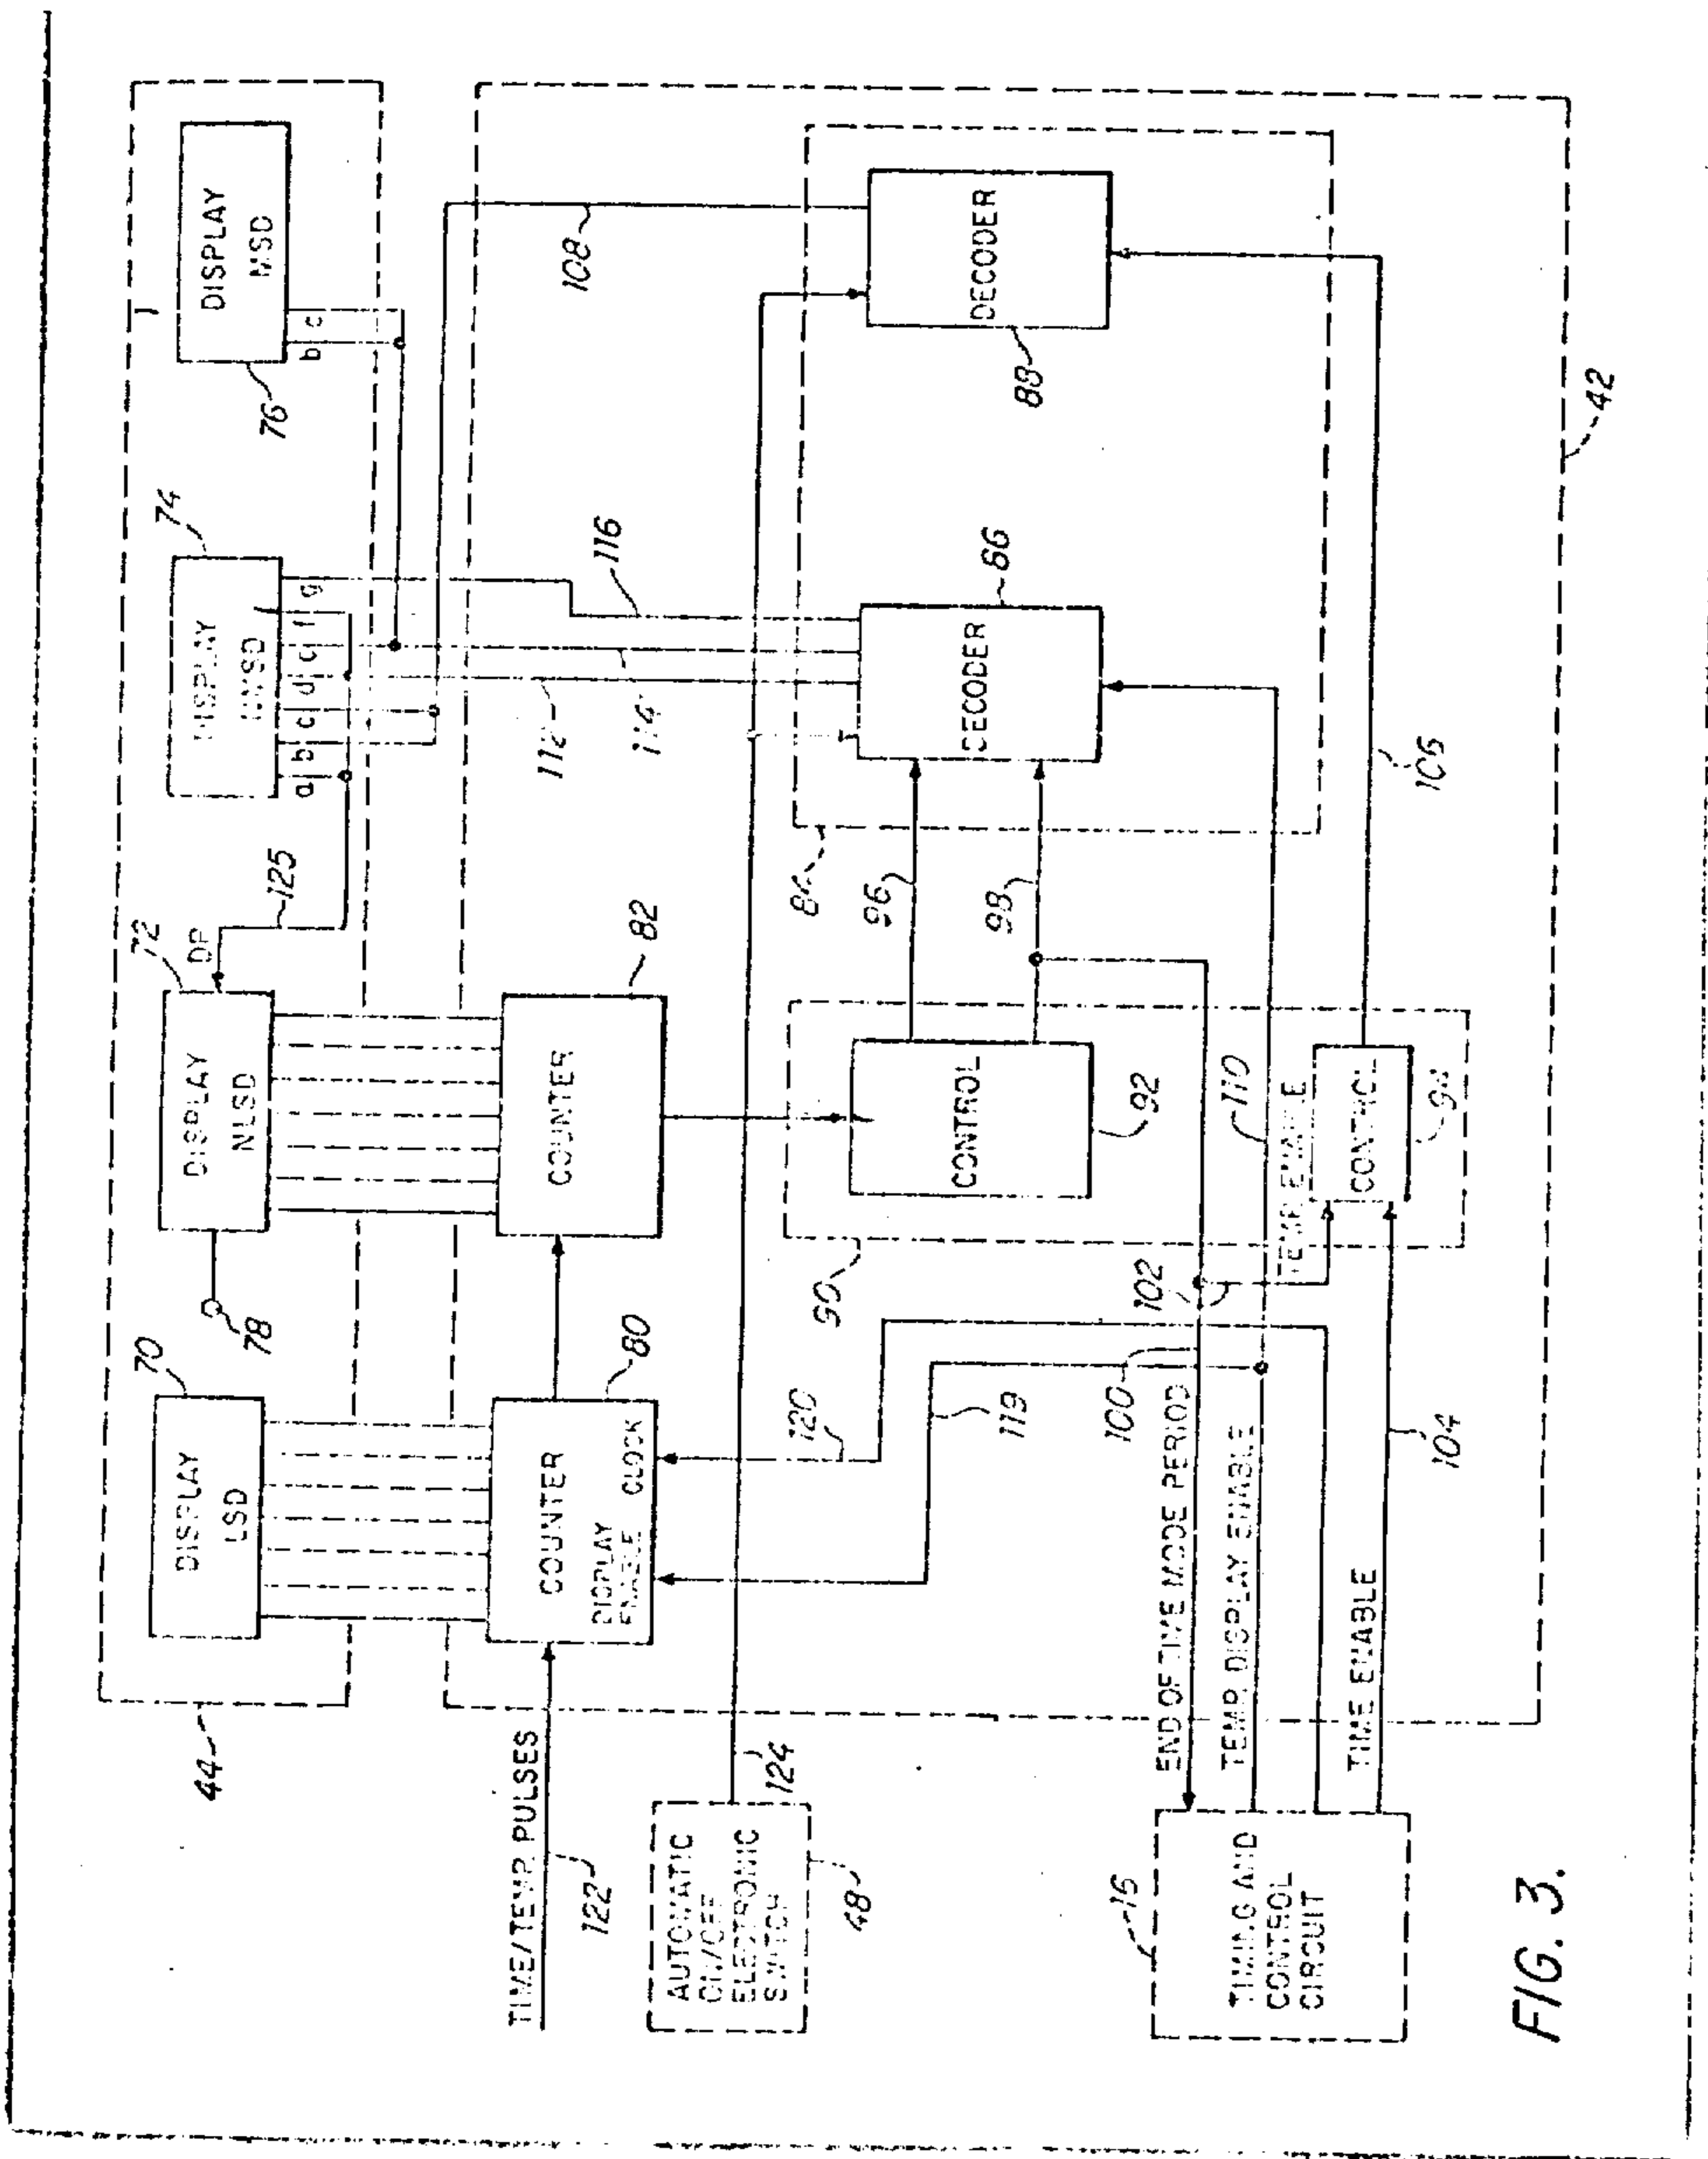 44
70
DISPLAY
LSD
78
72
DISPLAY
NLSD
DP
125
74
DISPLAY
NMSD
a b c d e f g
76
DISPLAY
MSD
b c
TIME/TEMP. PULSES
122
COUNTER
DISPLAY
ENABLE
CLOCK
80
COUNTER
82
112
114
116
108
AUTOMATIC
ON/OFF
ELECTRONIC
SWITCH
124
48
120
119
90
CONTROL
92
96
98
84
DECODER
86
DECODER
88
16
TIMING AND
CONTROL
CIRCUIT
END OF TIME MODE PERIOD
TEMP. DISPLAY ENABLE
TIME ENABLE
100
102
104
110
TEMP. ENABLE
CONTROL
94
106
42
FIG. 3.